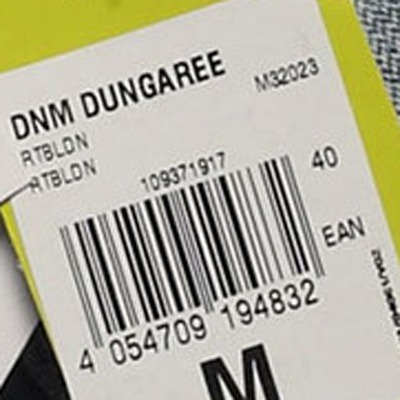 DNM DUNGAREE
M32023
RTBLDN
RTBLDN
109371917
40
EAN
4 054709 194832
M